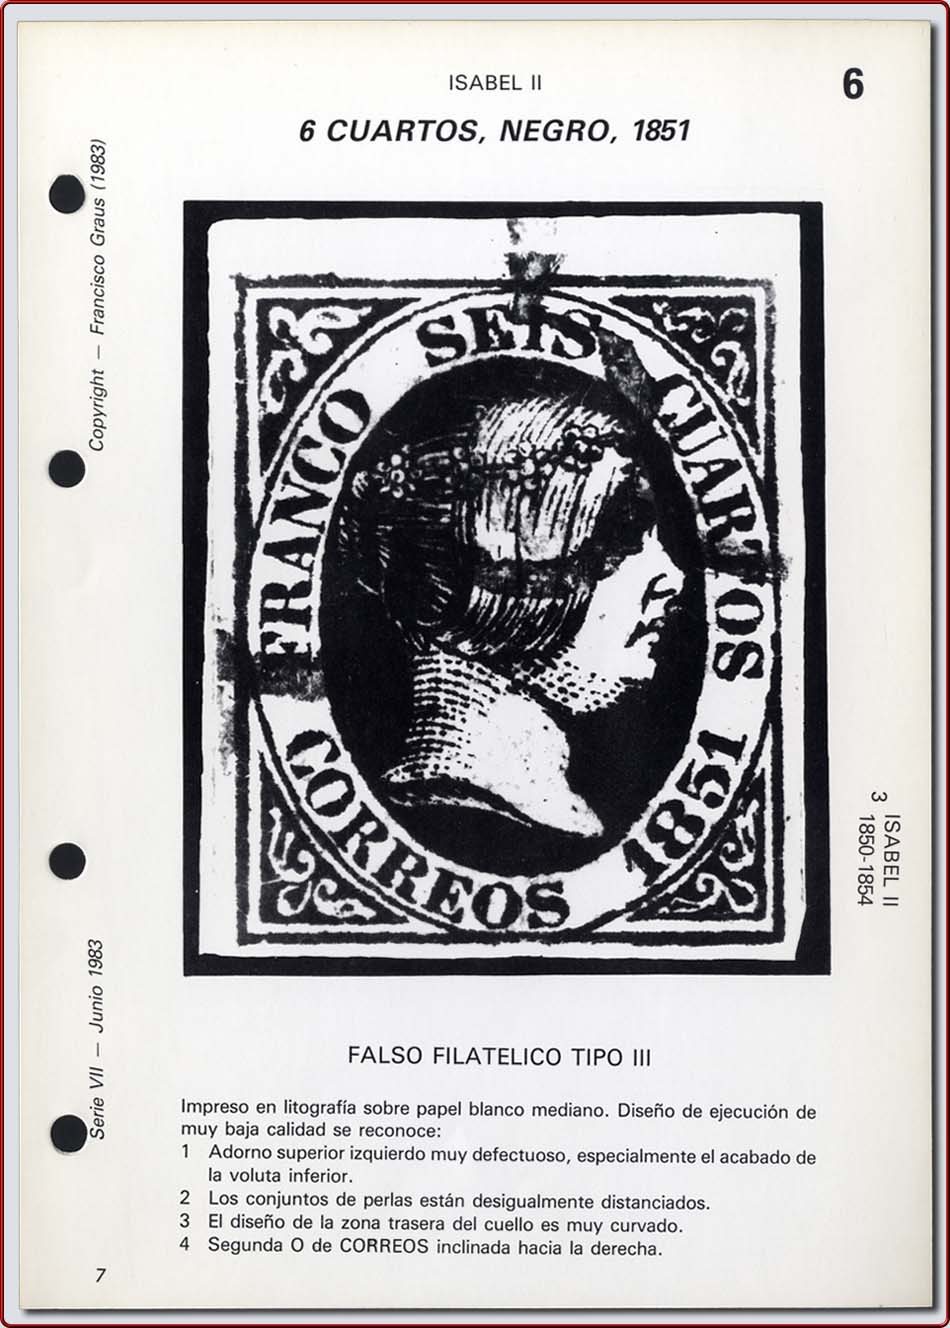 ISABEL II
6
6 CUARTOS, NEGRO, 1851
Copyright — Francisco Graus (1983)
FRANCO SEIS CUARTOS
CORREOS 1851
3 ISABEL II
1850-1854
Serie VII — Junio 1983
FALSO FILATELICO TIPO III
Impreso en litografía sobre papel blanco mediano. Diseño de ejecución de
muy baja calidad se reconoce:
1 Adorno superior izquierdo muy defectuoso, especialmente el acabado de
la voluta inferior.
2 Los conjuntos de perlas están desigualmente distanciados.
3 El diseño de la zona trasera del cuello es muy curvado.
4 Segunda O de CORREOS inclinada hacia la derecha.
7